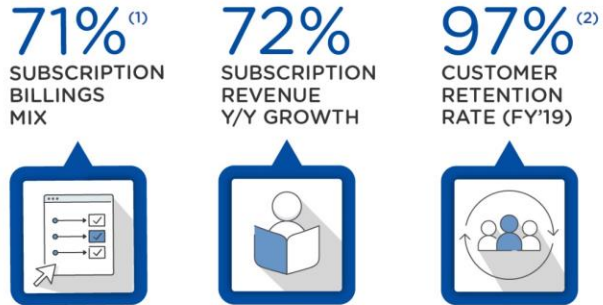 71%(1)
SUBSCRIPTION
BILLINGS
MIX
72%
SUBSCRIPTION
REVENUE
Y/Y GROWTH
97%(2)
CUSTOMER
RETENTION
RATE (FY'19)